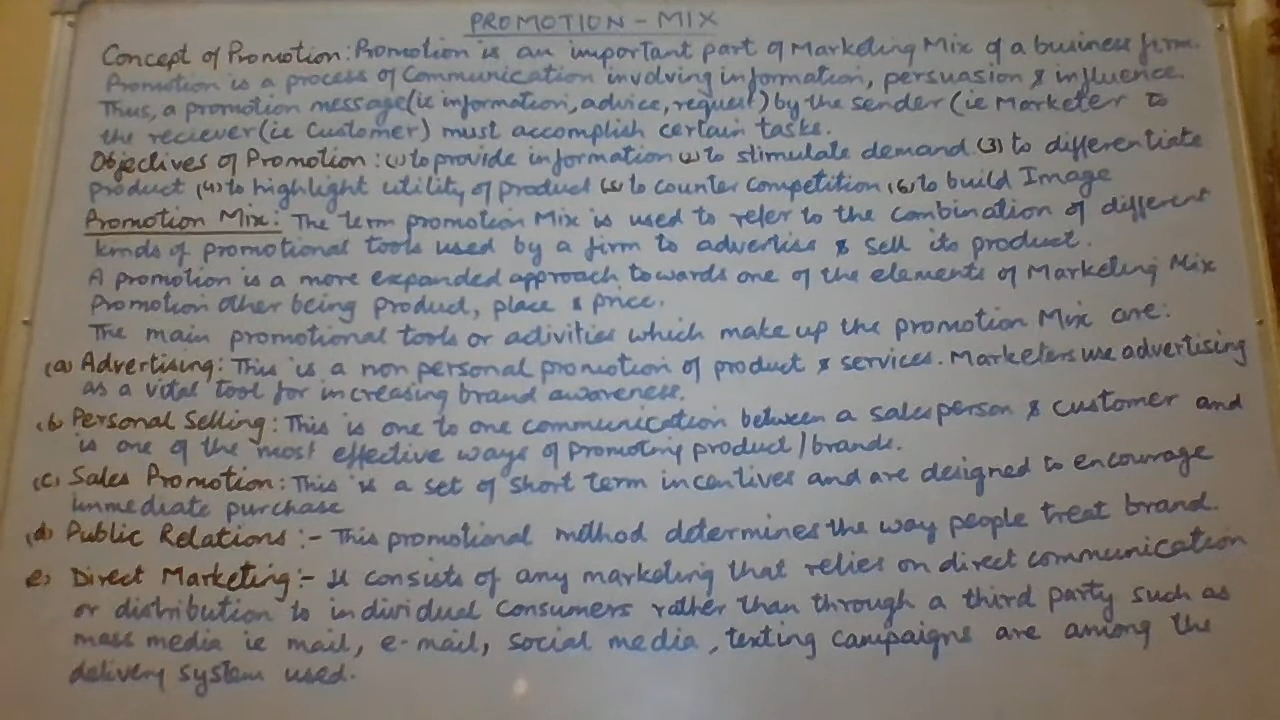 PROMOTION - MIX
Concept of Promotion: Promotion is an important part of Marketing Mix of a business firm.
Promotion is a process of Communication involving information, persuasion & influence.
Thus, a promotion message (ie information, advice, request) by the sender (ie Marketer to
the reciever (ie Customer) must accomplish certain tasks.
Objectives of Promotion: (1) to provide information (2) to stimulate demand (3) to differentiate
product (4) to highlight utility of product (5) to counter competition (6) to build Image
Promotion Mix: The term promotion Mix is used to refer to the combination of different
kinds of promotional tools used by a firm to advertise & sell its product.
A promotion is a more expanded approach towards one of the elements of Marketing Mix
Promotion other being product, place & price.
The main promotional tools or activities which make up the promotion Mix are:
(a) Advertising: This is a non personal promotion of product & services. Marketers use advertising
as a vital tool for increasing brand awareness.
(b) Personal Selling: This is one to one communication between a salesperson & customer and
is one of the most effective ways of promoting product / brands.
(c) Sales Promotion: This is a set of short term incentives and are designed to encourage
immediate purchase
(d) Public Relations :- This promotional method determines the way people treat brand.
e) Direct Marketing :- It consists of any marketing that relies on direct communication
or distribution to individual consumers rather than through a third party such as
mass media ie mail, e-mail, social media, texting campaigns are among the
delivery system used.